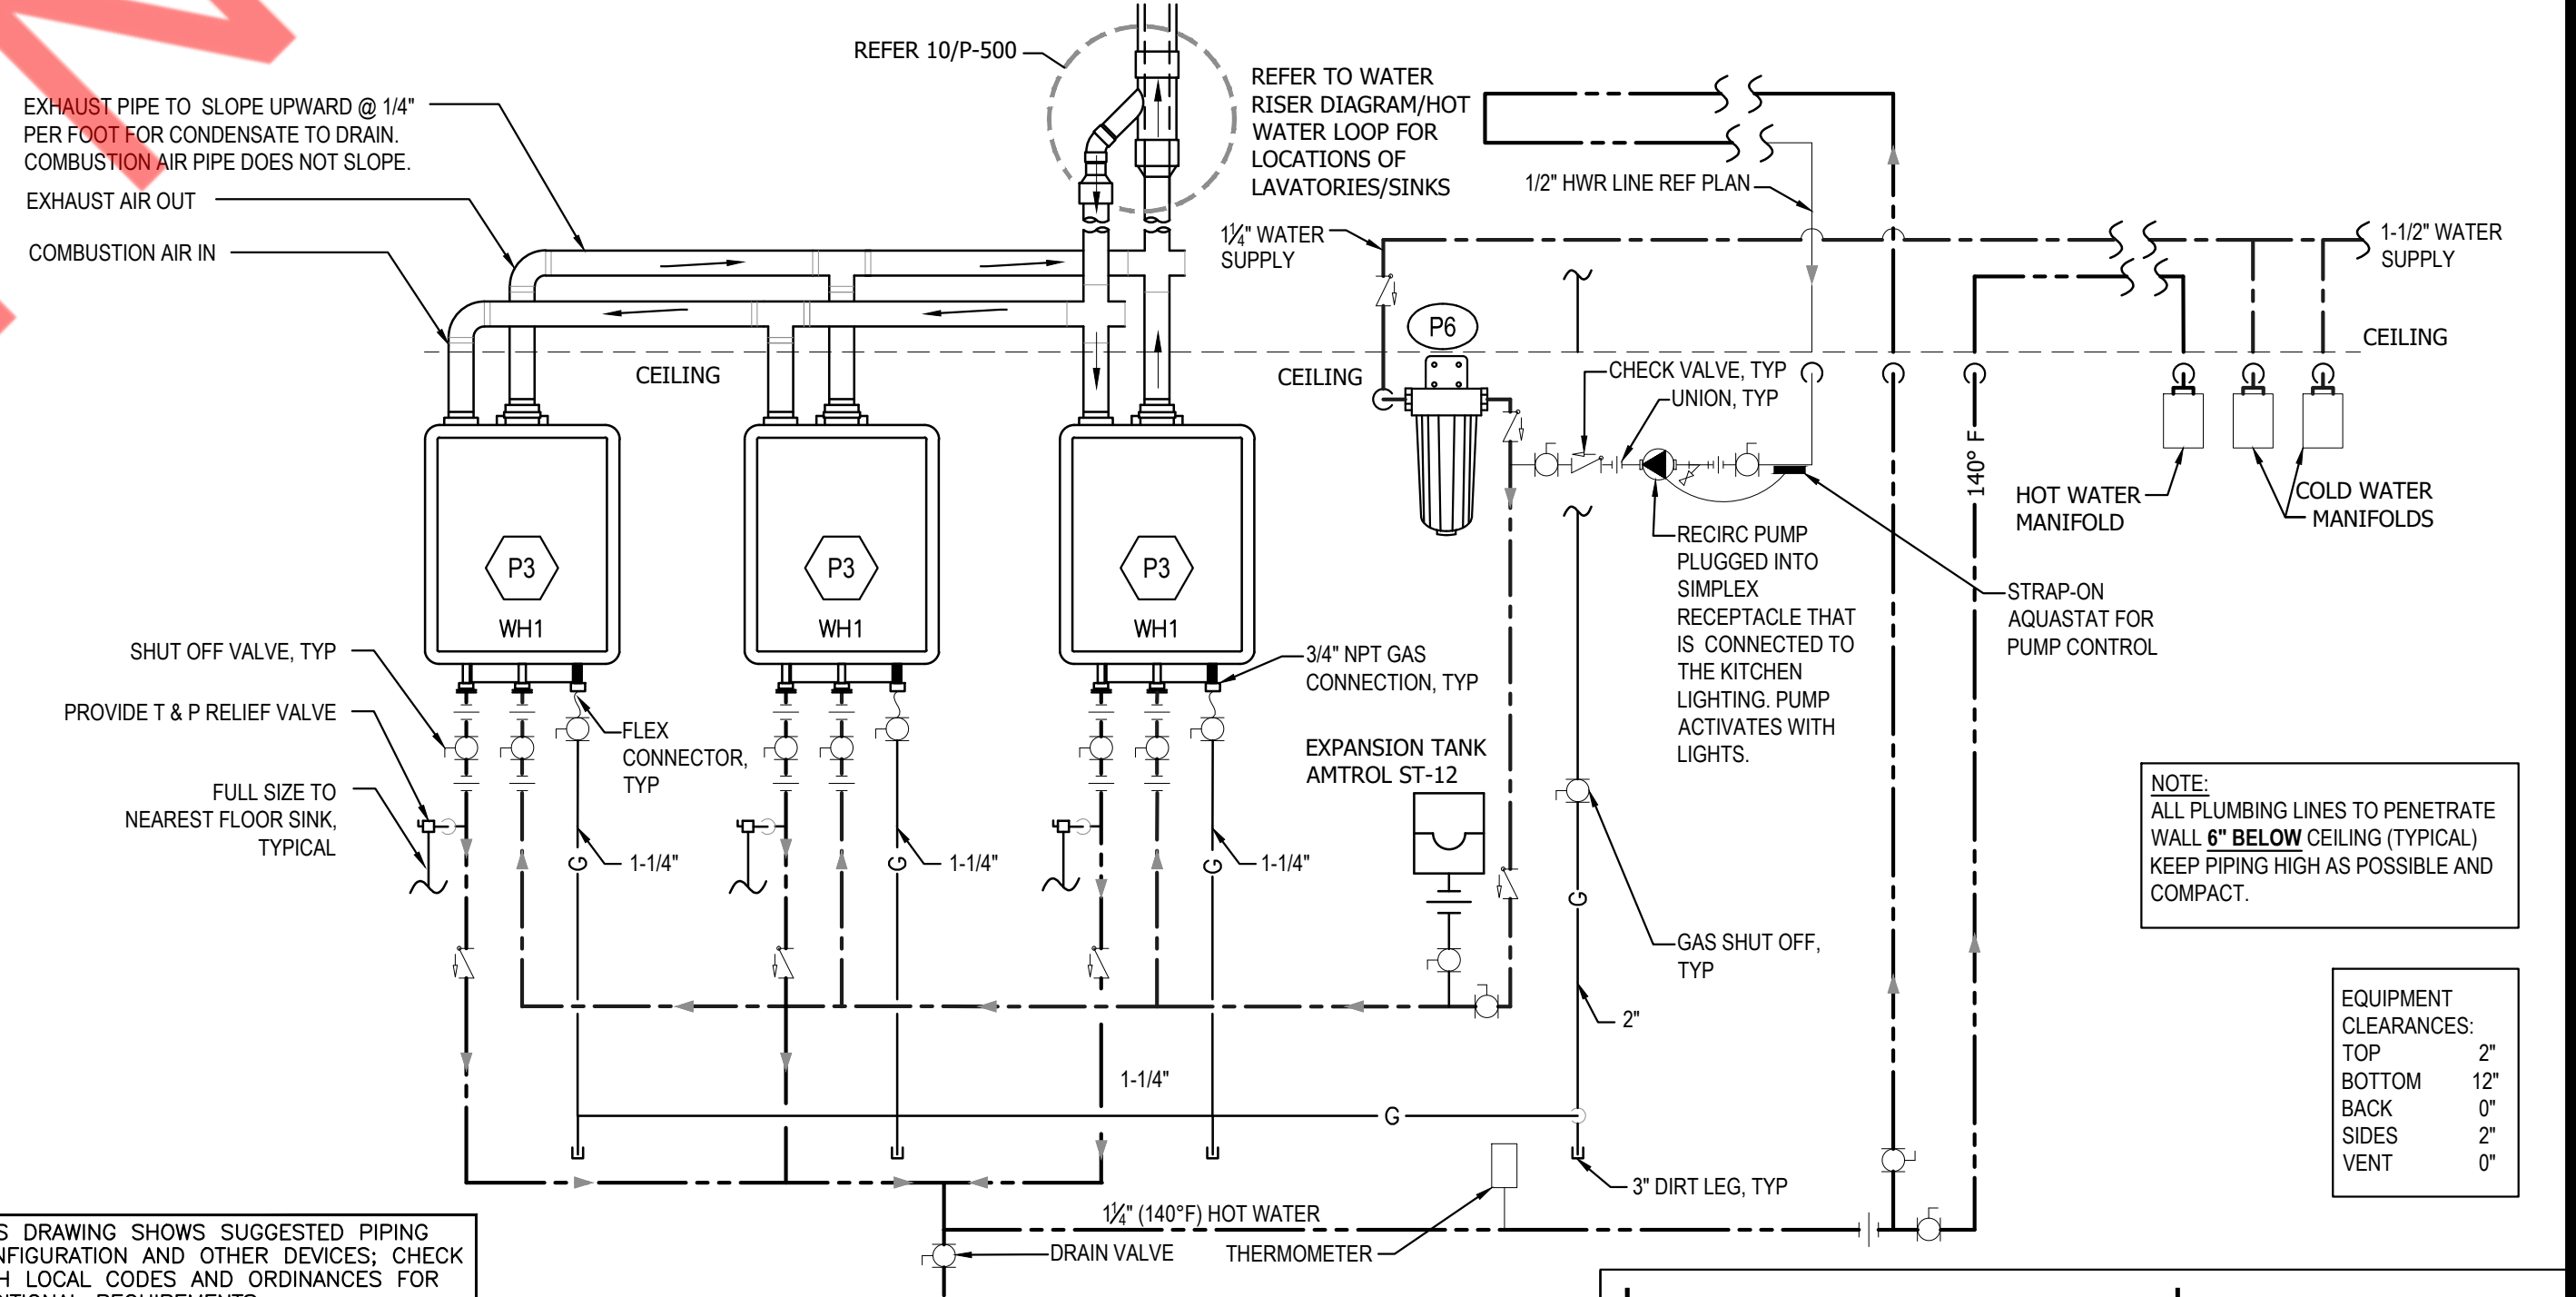 REFER 10/P-500
EXHAUST PIPE TO SLOPE UPWARD @ 1/4"
PER FOOT FOR CONDENSATE TO DRAIN.
COMBUSTION AIR PIPE DOES NOT SLOPE.
EXHAUST AIR OUT
COMBUSTION AIR IN
REFER TO WATER
RISER DIAGRAM/HOT
WATER LOOP FOR
LOCATIONS OF
LAVATORIES/SINKS
1/2" HWR LINE REF PLAN
1¼" WATER
SUPPLY
1-1/2" WATER
SUPPLY
CEILING
CEILING
CEILING
P6
CHECK VALVE, TYP
UNION, TYP
140° F
HOT WATER
MANIFOLD
COLD WATER
MANIFOLDS
RECIRC PUMP
PLUGGED INTO
SIMPLEX
RECEPTACLE THAT
IS CONNECTED TO
THE KITCHEN
LIGHTING. PUMP
ACTIVATES WITH
LIGHTS.
STRAP-ON
AQUASTAT FOR
PUMP CONTROL
P3
WH1
P3
WH1
P3
WH1
SHUT OFF VALVE, TYP
PROVIDE T & P RELIEF VALVE
FULL SIZE TO
NEAREST FLOOR SINK,
TYPICAL
FLEX
CONNECTOR,
TYP
3/4" NPT GAS
CONNECTION, TYP
EXPANSION TANK
AMTROL ST-12
G
1-1/4"
G
1-1/4"
G
1-1/4"
G
GAS SHUT OFF,
TYP
2"
1-1/4"
G
3" DIRT LEG, TYP
1¼" (140°F) HOT WATER
DRAIN VALVE
THERMOMETER
NOTE:
ALL PLUMBING LINES TO PENETRATE
WALL 6" BELOW CEILING (TYPICAL)
KEEP PIPING HIGH AS POSSIBLE AND
COMPACT.
EQUIPMENT
CLEARANCES:
TOP 2"
BOTTOM 12"
BACK 0"
SIDES 2"
VENT 0"
DRAWING SHOWS SUGGESTED PIPING
AND OTHER DEVICES; CHECK
LOCAL CODES AND ORDINANCES FOR